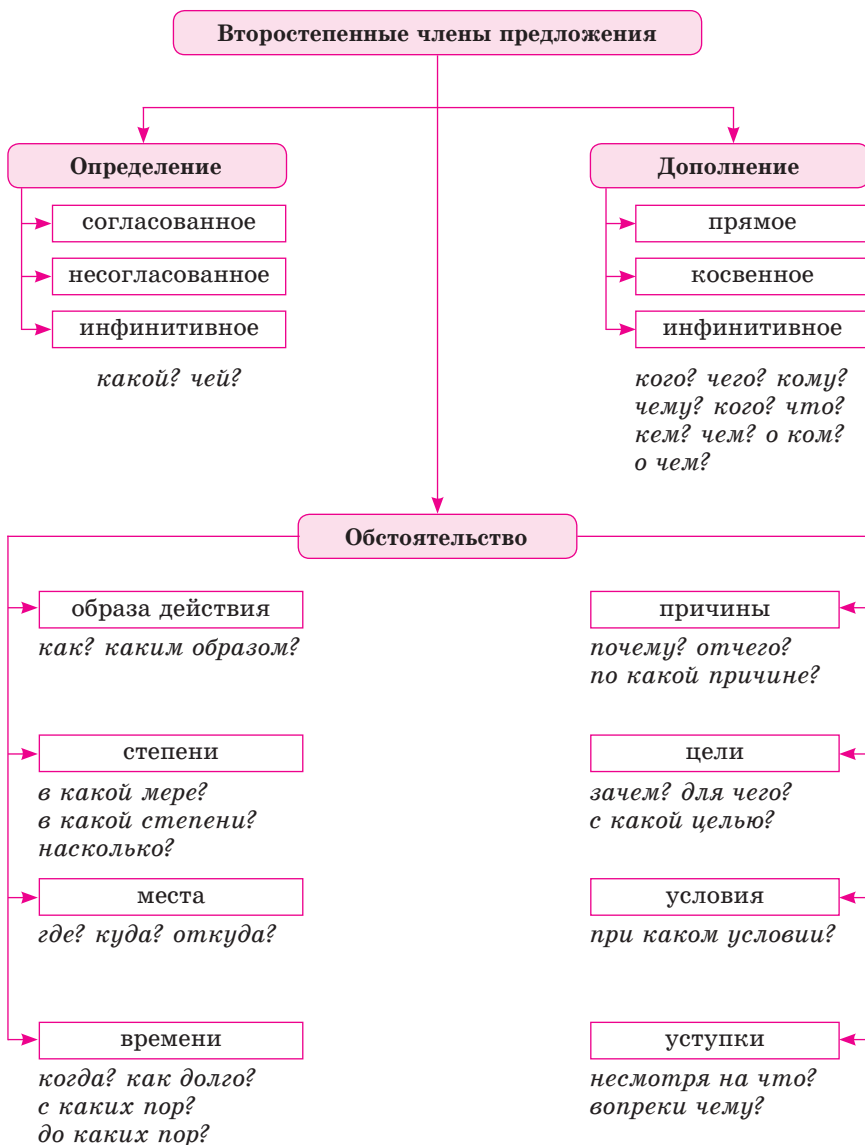 Второстепенные члены предложения
Определение
согласованное
несогласованное
инфинитивное
какой? чей?
Дополнение
прямое
косвенное
инфинитивное
кого? чего? кому?
чему? кого? что?
кем? чем? о ком?
о чем?
Обстоятельство
образа действия
как? каким образом?
степени
в какой мере?
в какой степени?
насколько?
места
где? куда? откуда?
времени
когда? как долго?
с каких пор?
до каких пор?
причины
почему? отчего?
по какой причине?
цели
зачем? для чего?
с какой целью?
условия
при каком условии?
уступки
несмотря на что?
вопреки чему?